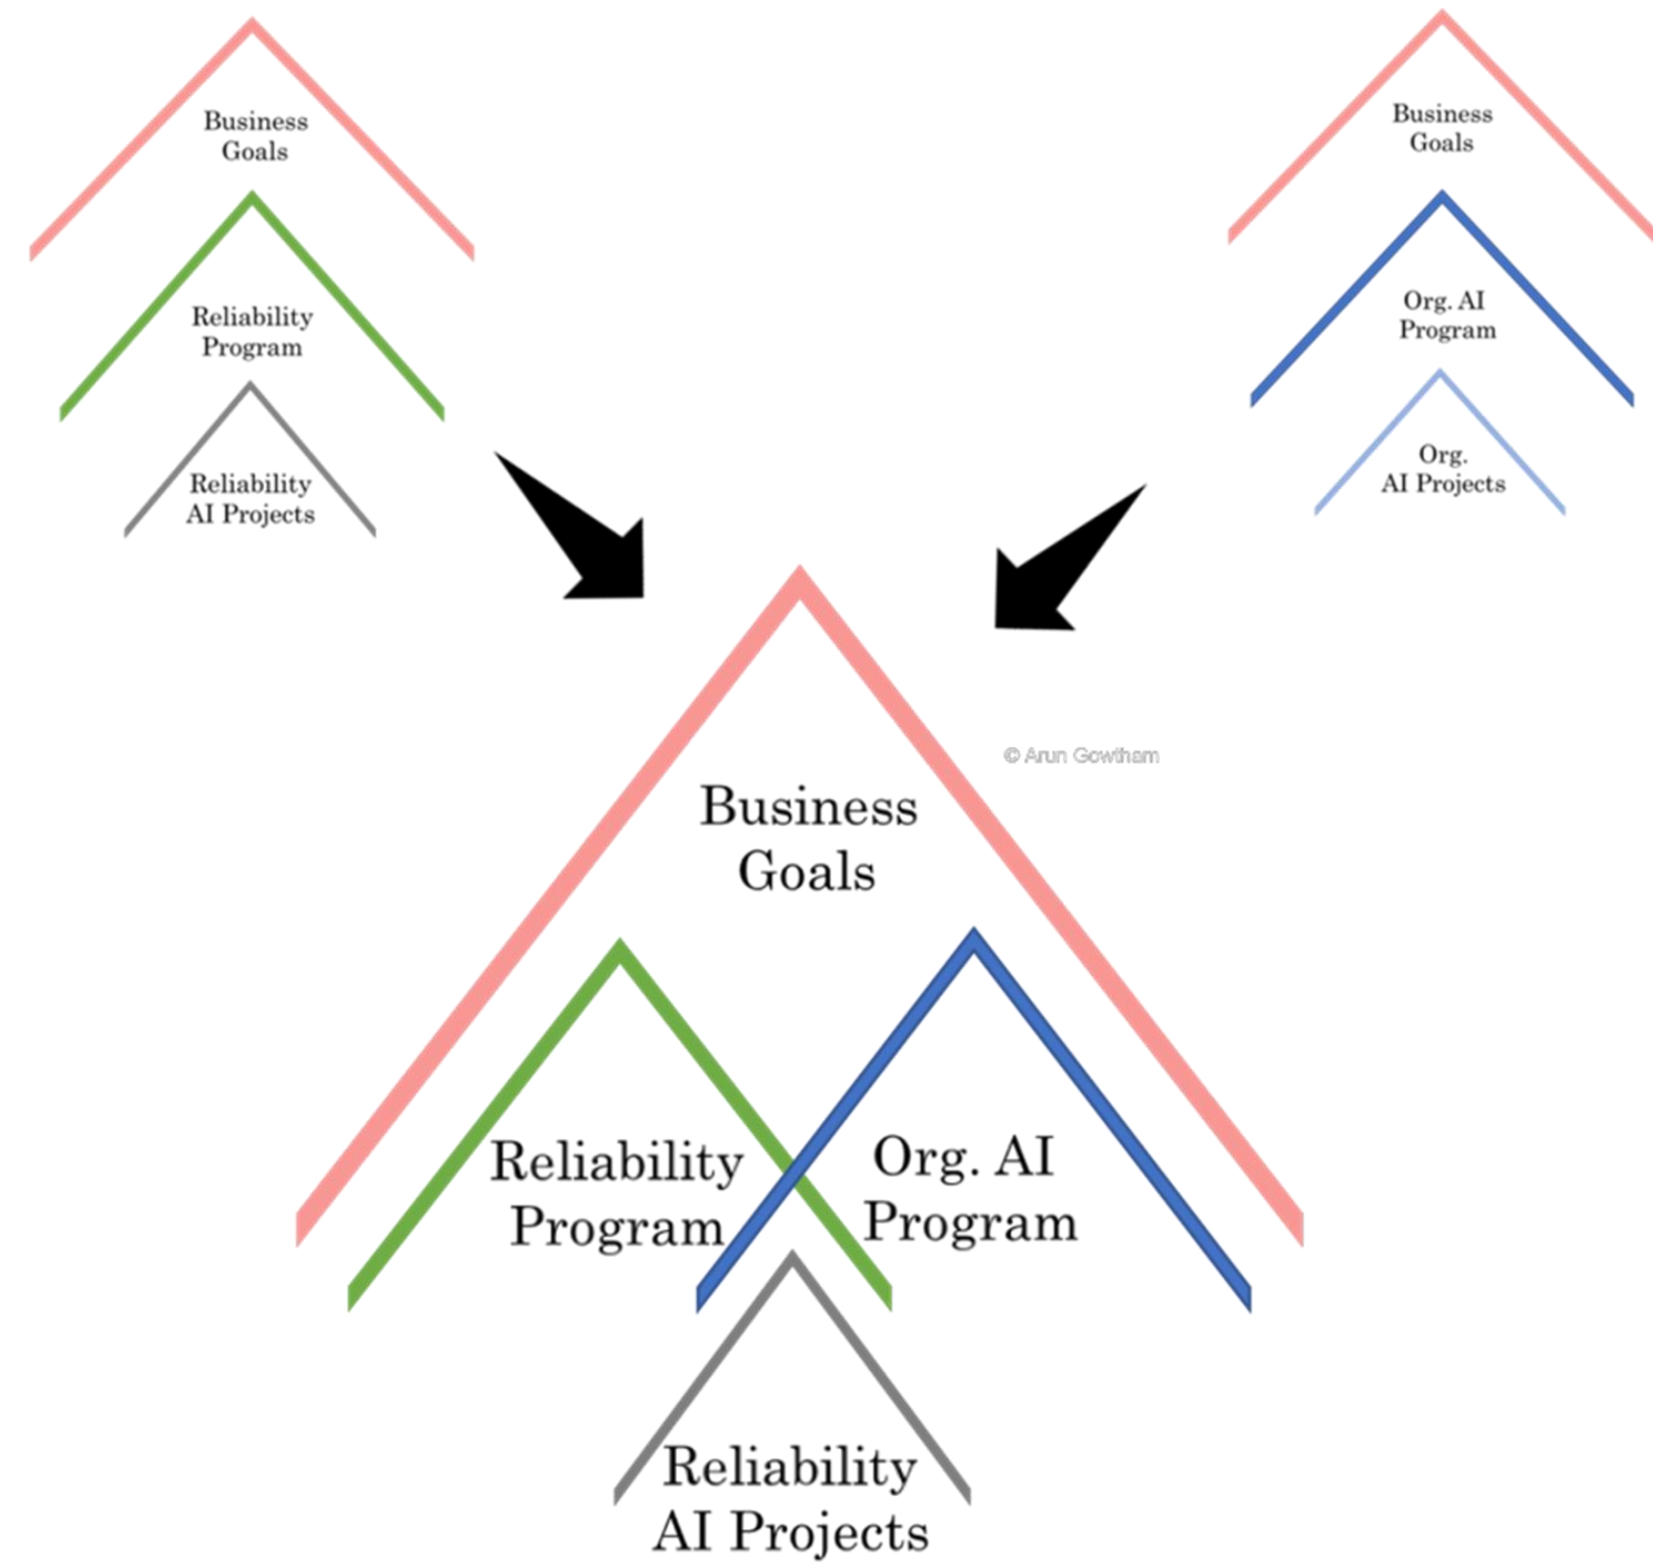 Business
Goals
Reliability
Program
Reliability
AI Projects
Business
Goals
Org. AI
Program
Org.
AI Projects
© Arun Gowtham
Business
Goals
Reliability
Program
Org. AI
Program
Reliability
AI Projects